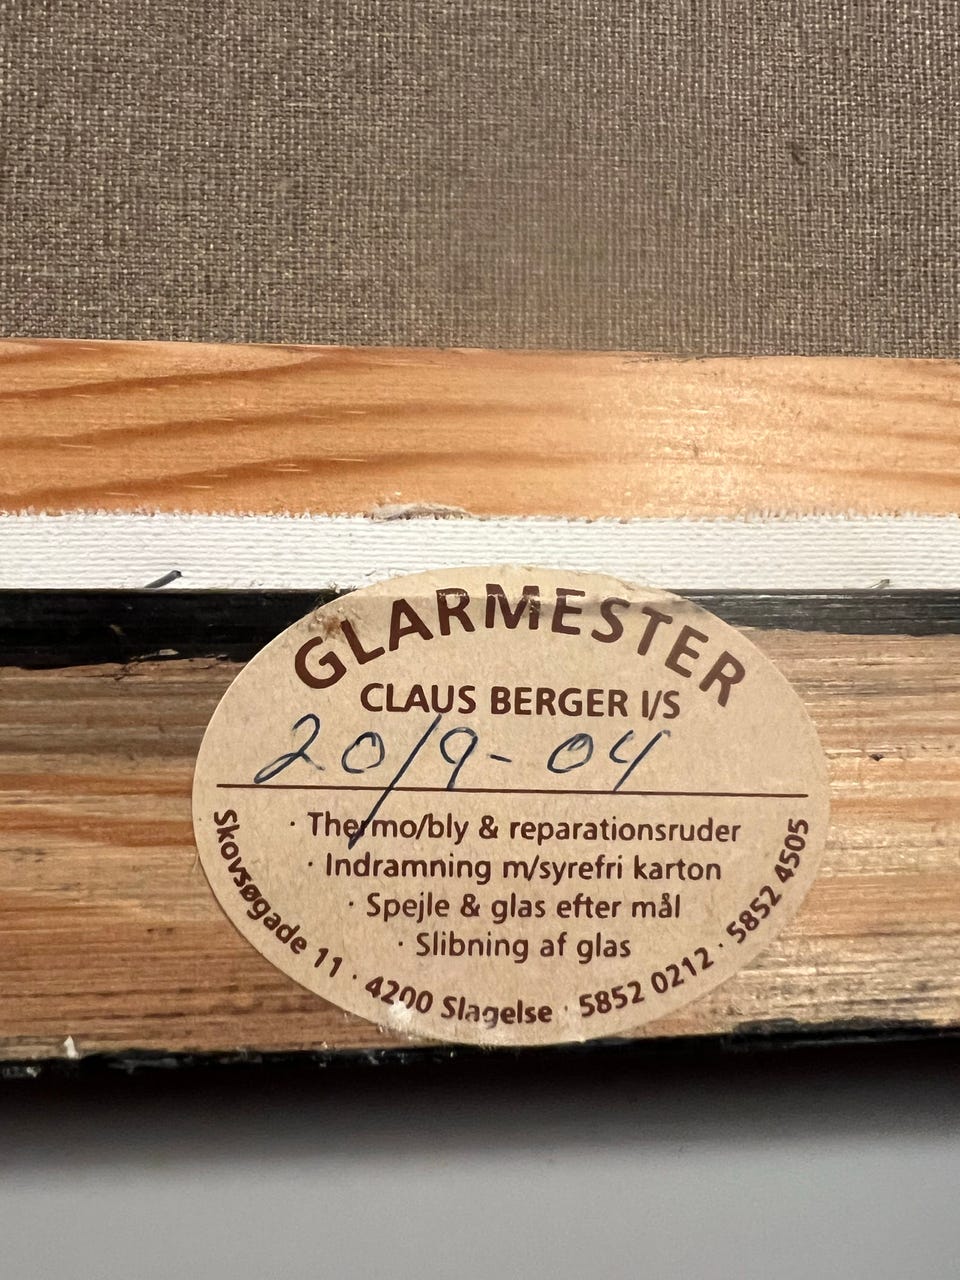 GLARMESTER
CLAUS BERGER I/S
20/9-04
· Thermo/bly & reparationsruder
· Indramning m/syrefri karton
· Spejle & glas efter mål
· Slibning af glas
Skovsøgade 11 · 4200 Slagelse · 5852 0212 · 5852 4505